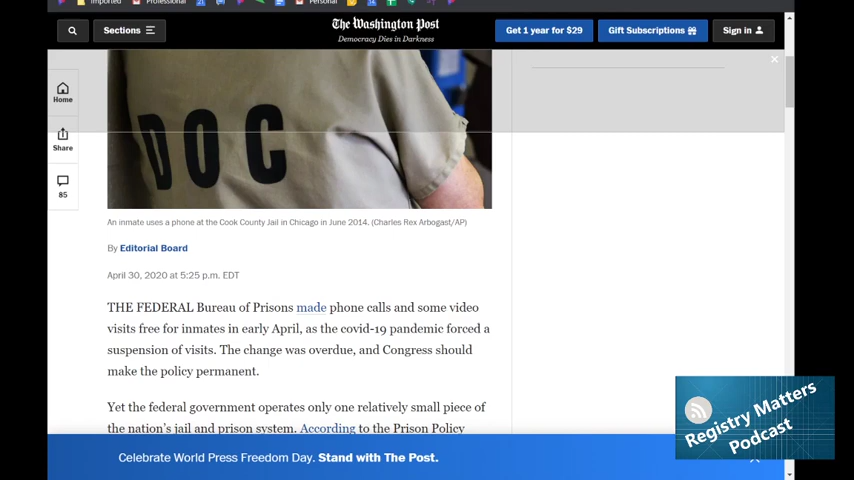 Imported Professional Personal
Sections
The Washington Post
Democracy Dies in Darkness
Get 1 year for $29
Gift Subscriptions
Sign in
Home
Share
85
DOC
An inmate uses a phone at the Cook County Jail in Chicago in June 2014. (Charles Rex Arbogast/AP)
By Editorial Board
April 30, 2020 at 5:25 p.m. EDT
THE FEDERAL Bureau of Prisons made phone calls and some video
visits free for inmates in early April, as the covid-19 pandemic forced a
suspension of visits. The change was overdue, and Congress should
make the policy permanent.
Yet the federal government operates only one relatively small piece of
the nation's jail and prison system. According to the Prison Policy
Registry Matters
Podcast
Celebrate World Press Freedom Day. Stand with The Post.